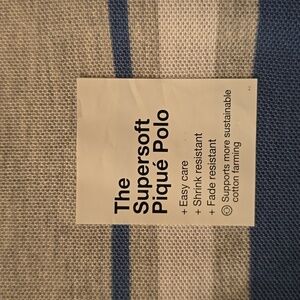 The
Supersoft
Piqué Polo
+ Easy care
+ Shrink resistant
+ Fade resistant
Supports more sustainable
cotton farming